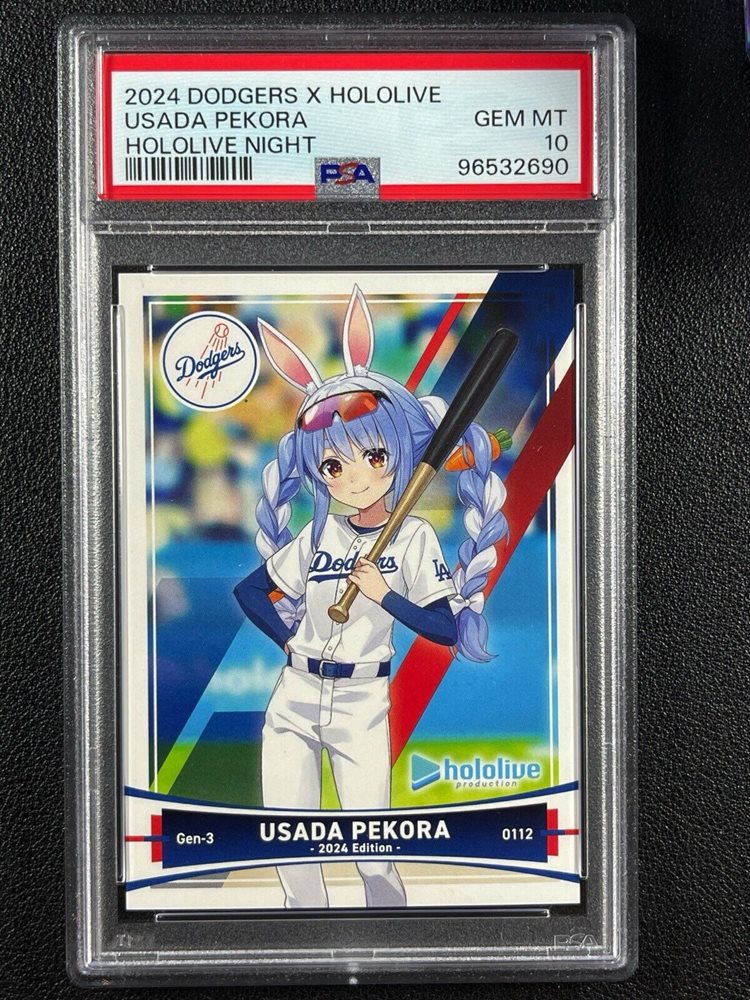 2024 DODGERS X HOLOLIVE
USADA PEKORA GEM MT
HOLOLIVE NIGHT 10
96532690
PSA
Dodgers
Dodgers
LA
hololive
production
Gen-3 USADA PEKORA 0112
- 2024 Edition -
PSA